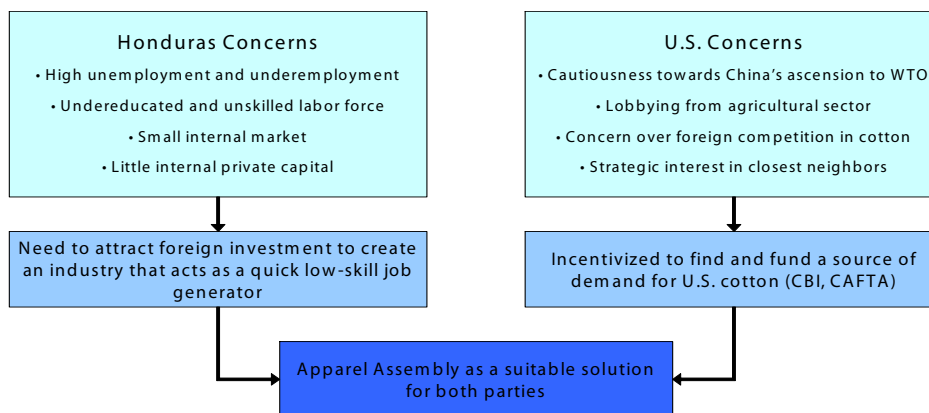 Honduras Concerns
• High unemployment and underemployment
• Undereducated and unskilled labor force
• Small internal market
• Little internal private capital
U.S. Concerns
• Cautiousness towards China's ascension to WTO
• Lobbying from agricultural sector
• Concern over foreign competition in cotton
• Strategic interest in closest neighbors
Need to attract foreign investment to create
an industry that acts as a quick low-skill job
generator
Incentivized to find and fund a source of
demand for U.S. cotton (CBI, CAFTA)
Apparel Assembly as a suitable solution
for both parties